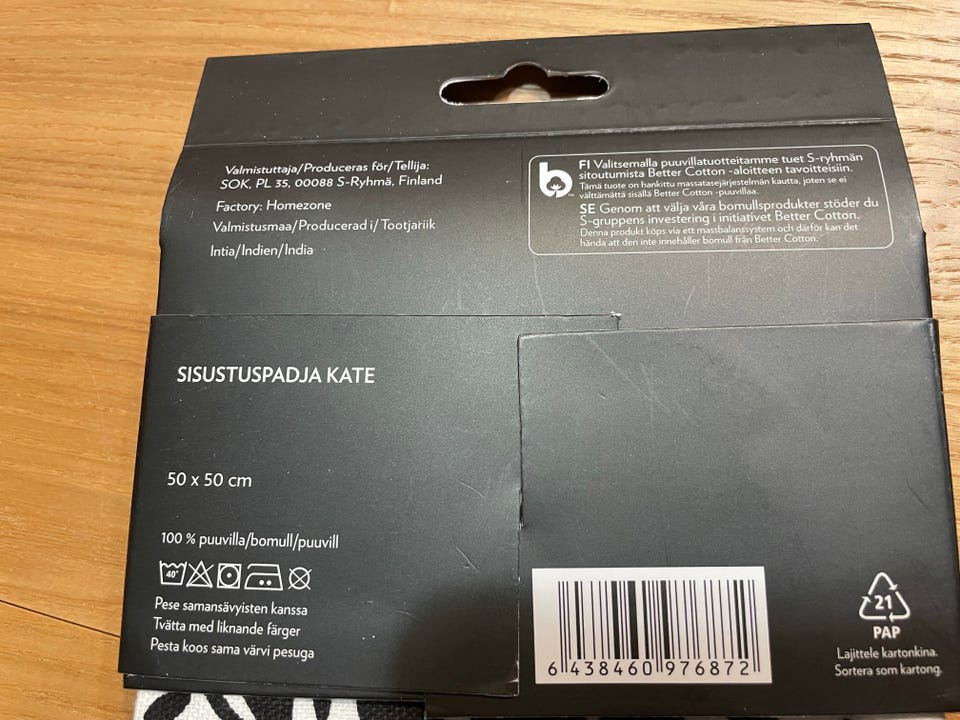 Valmistuttaja/Produceras för/Tellija:
SOK, PL 35, 00088 S-Ryhmä, Finland
Factory: Homezone
Valmistusmaa/Producerad i/Tootjariik
Intia/Indien/India
b
FI Valitsemalla puuvillatuotteitamme tuet S-ryhmän
sitoutumista Better Cotton -aloitteen tavoitteisiin.
Tämä tuote on hankittu massatasejärjestelmän kautta, joten se ei
välttämättä sisällä Better Cotton -puuvillaa.
SE Genom att välja våra bomullsprodukter stöder du
S-gruppens investering i initiativet Better Cotton.
Denna produkt köps via ett massbalanssystem och därför kan det
hända att den inte innehåller bomull från Better Cotton.
SISUSTUSPADJA KATE
50 x 50 cm
100 % puuvilla/bomull/puuvill
40°
Pese samansävyisten kanssa
Tvätta med liknande färger
Pesta koos sama värvi pesuga
6 438460 976872
21
PAP
Lajittele kartonkina.
Sortera som kartong.